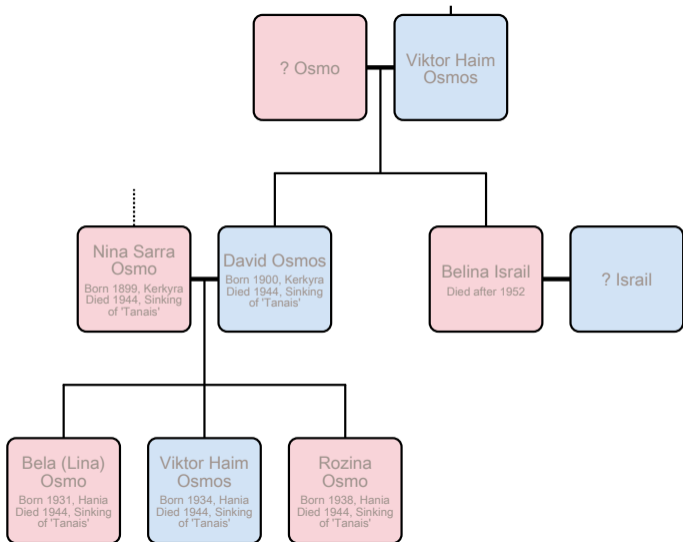 ? Osmo
Viktor Haim
Osmos
Nina Sarra
Osmo
Born 1899, Kerkyra
Died 1944, Sinking
of 'Tanais'
David Osmos
Born 1900, Kerkyra
Died 1944, Sinking
of 'Tanais'
Belina Israil
Died after 1952
? Israil
Bela (Lina)
Osmo
Born 1931, Hania
Died 1944, Sinking
of 'Tanais'
Viktor Haim
Osmos
Born 1934, Hania
Died 1944, Sinking
of 'Tanais'
Rozina
Osmo
Born 1938, Hania
Died 1944, Sinking
of 'Tanais'